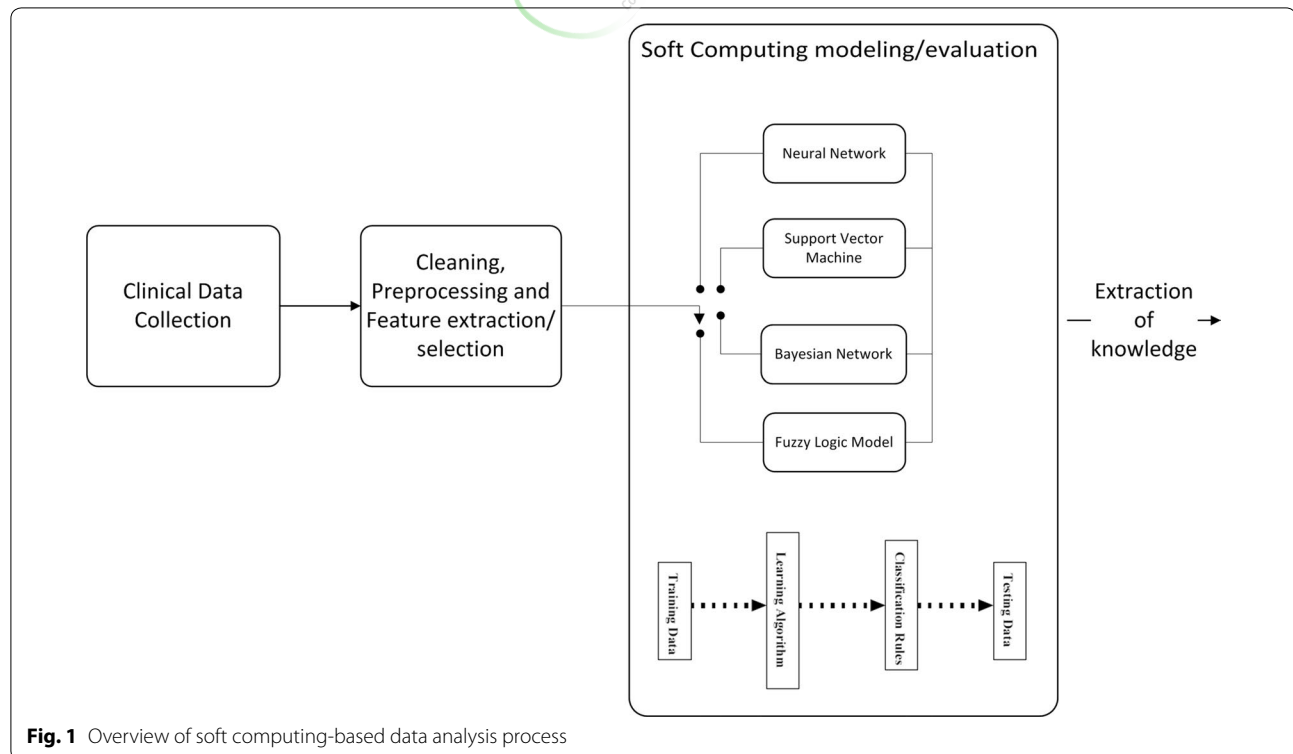 Soft Computing modeling/evaluation
Neural Network
Support Vector
Machine
Bayesian Network
Fuzzy Logic Model
Clinical Data
Collection
Cleaning,
Preprocessing and
Feature extraction/
selection
Extraction
of
knowledge
Training Data
Learning Algorithm
Classification Rules
Testing Data
Fig. 1 Overview of soft computing-based data analysis process